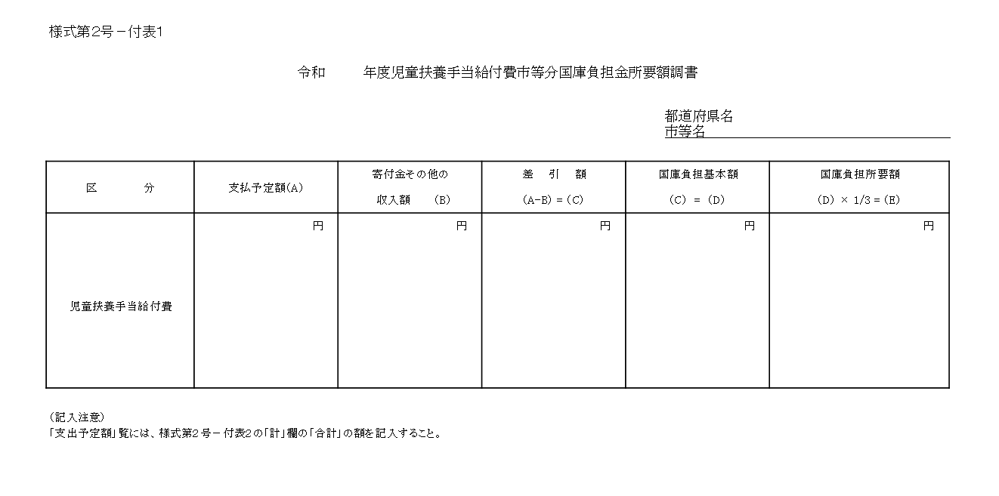 様式第2号－付表1
令和　　年度児童扶養手当給付費市等分国庫負担金所要額調書
都道府県名
市等名
区　　　　分
支払予定額(A)
寄付金その他の
収入額　　(B)
差　引　額
(A-B) = (C)
国庫負担基本額
(C) = (D)
国庫負担所要額
(D) × 1/3 = (E)
円　円　円　円　円
児童扶養手当給付費
(記入注意)
「支出予定額」覧には、様式第2号－付表2の「計」欄の「合計」の額を記入すること。